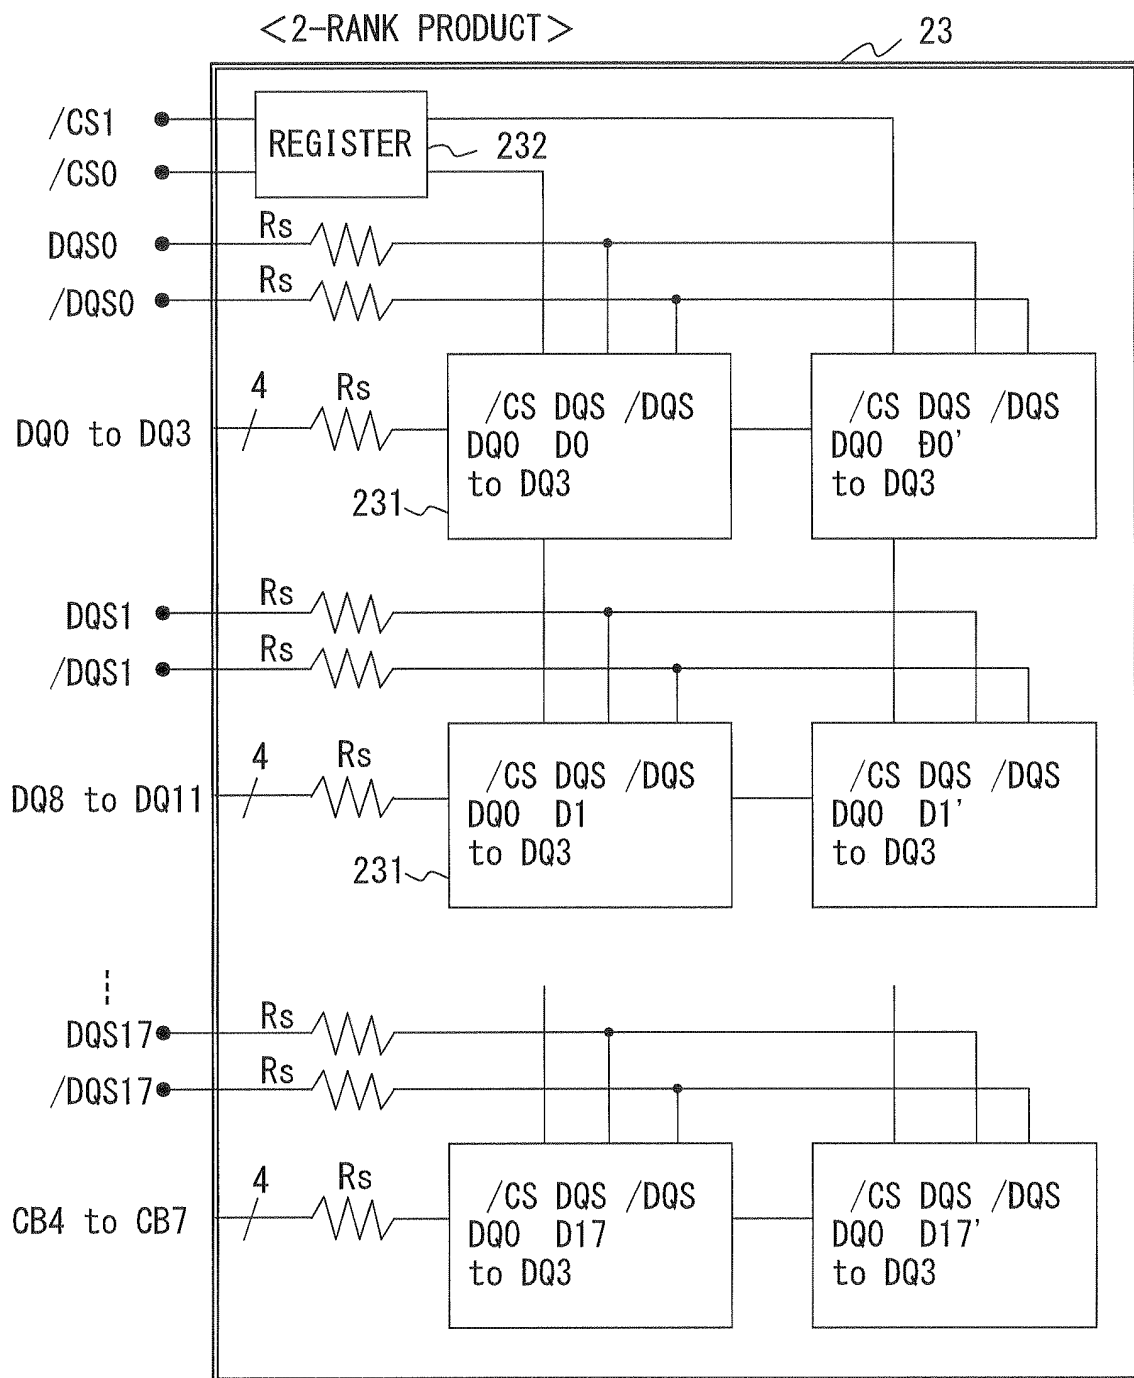 <2-RANK PRODUCT>
23
/CS1
REGISTER
232
/CS0
DQS0
Rs
/DQS0
Rs
DQ0 to DQ3
4
Rs
/CS DQS /DQS
DQ0 D0
to DQ3
/CS DQS /DQS
DQ0 D0'
to DQ3
231
DQS1
Rs
/DQS1
Rs
DQ8 to DQ11
4
Rs
/CS DQS /DQS
DQ0 D1
to DQ3
/CS DQS /DQS
DQ0 D1'
to DQ3
231
DQS17
Rs
/DQS17
Rs
CB4 to CB7
4
Rs
/CS DQS /DQS
DQ0 D17
to DQ3
/CS DQS /DQS
DQ0 D17'
to DQ3